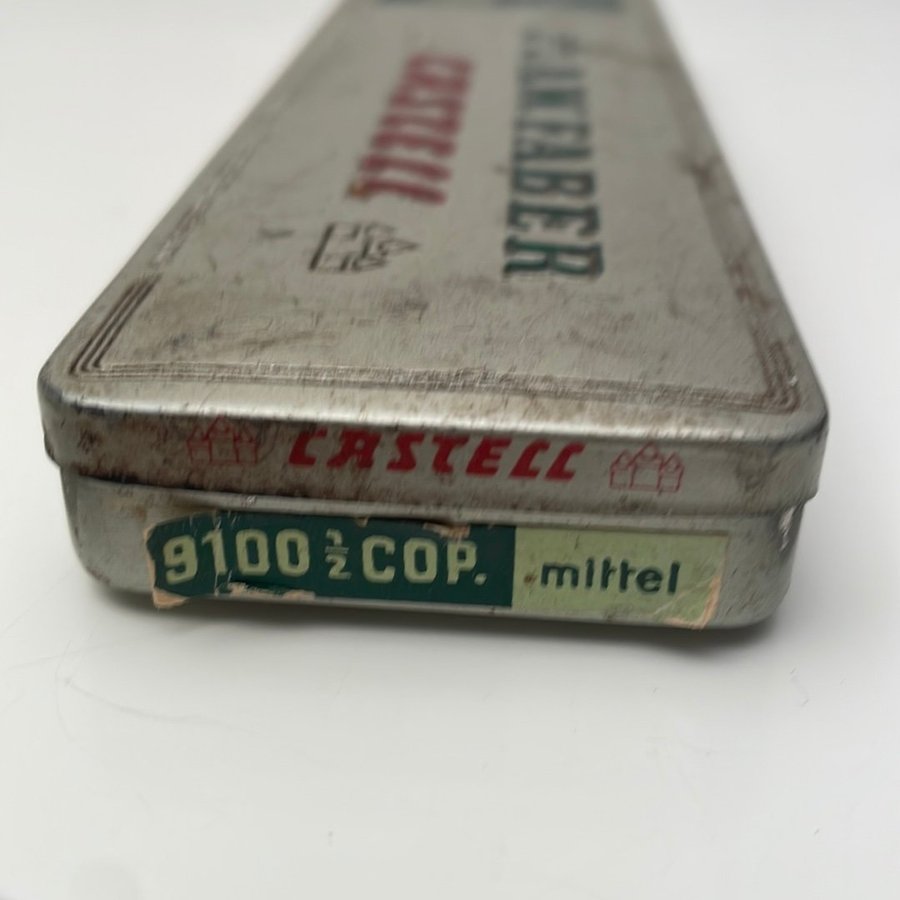 A.W.FABER
CASTELL
CASTELL
9100 1/2 COP. mittel